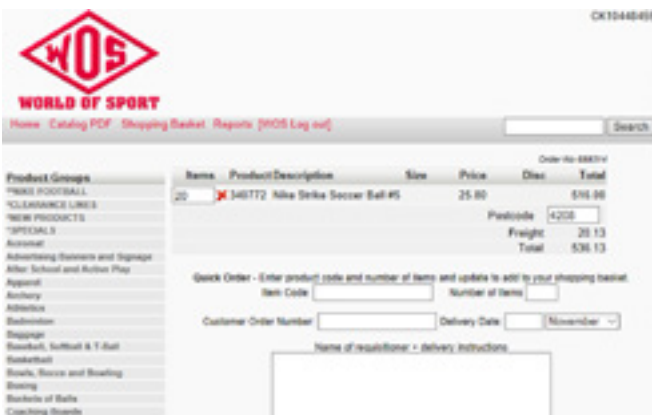 CK1044845
WOS
WORLD OF SPORT
Home Catalog PDF Shopping Basket Reports [WOS Log out]
Search
Product Groups
*NIKE FOOTBALL
*CLEARANCE LINES
*NEW PRODUCTS
*SPECIALS
Acromat
Advertising Banners and Signage
After School and Active Play
Apparel
Archery
Athletics
Badminton
Baggage
Baseball, Softball & T-Ball
Basketball
Bowls, Bocce and Bowling
Boxing
Buckets of Balls
Coaching Boards
Order No
Items Product Description Size Price Disc Total
20 340772 Nike Strike Soccer Ball #5 25.80 516.00
Postcode 4208
Freight 20.13
Total 536.13
Quick Order - Enter product code and number of items and update to add to your shopping basket.
Item Code Number of Items
Customer Order Number Delivery Date November
Name of requisitioner + delivery instructions